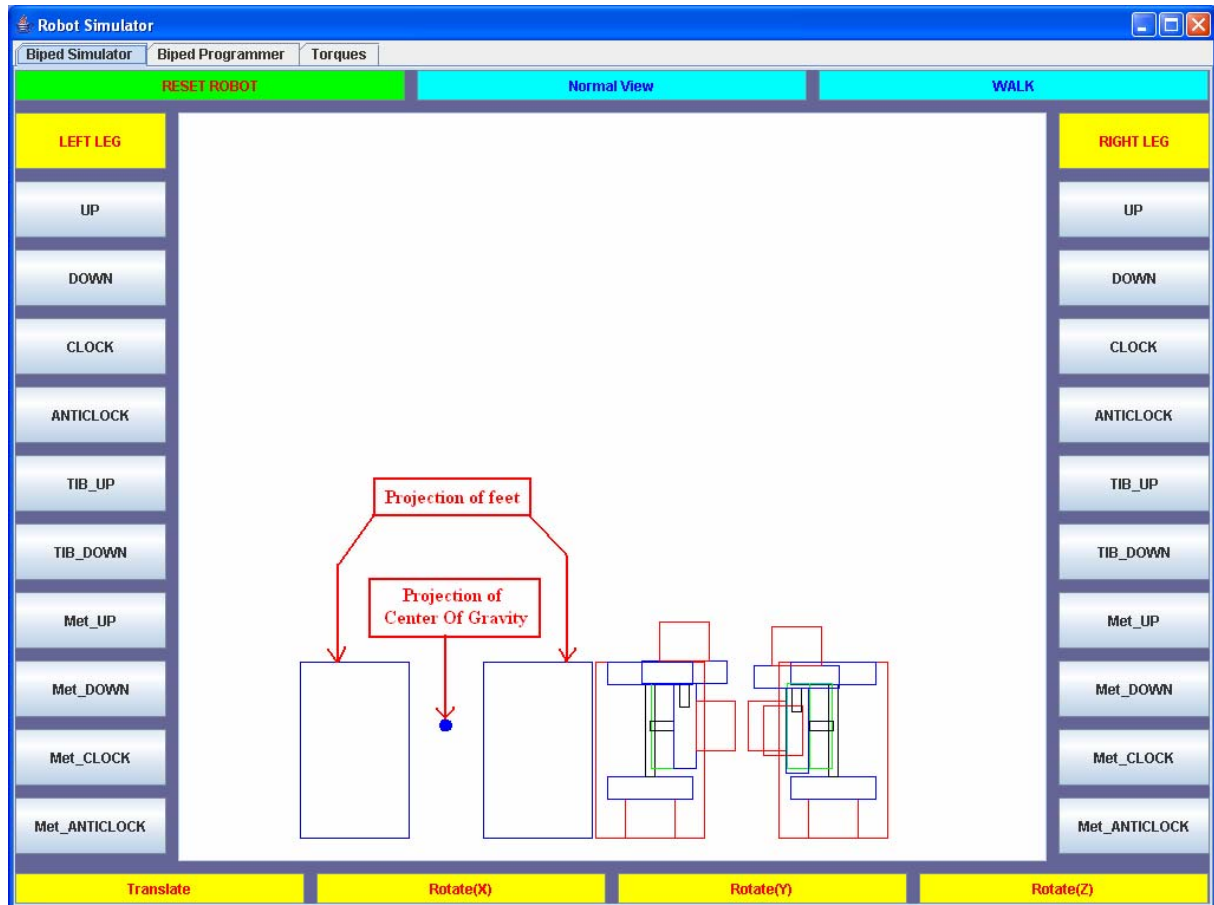 Robot Simulator
Biped Simulator Biped Programmer Torques
RESET ROBOT Normal View WALK
LEFT LEG RIGHT LEG
UP UP
DOWN DOWN
CLOCK CLOCK
ANTICLOCK ANTICLOCK
TIB_UP TIB_UP
Projection of feet
TIB_DOWN TIB_DOWN
Projection of
Center Of Gravity
Met_UP Met_UP
Met_DOWN Met_DOWN
Met_CLOCK Met_CLOCK
Met_ANTICLOCK Met_ANTICLOCK
Translate Rotate(X) Rotate(Y) Rotate(Z)